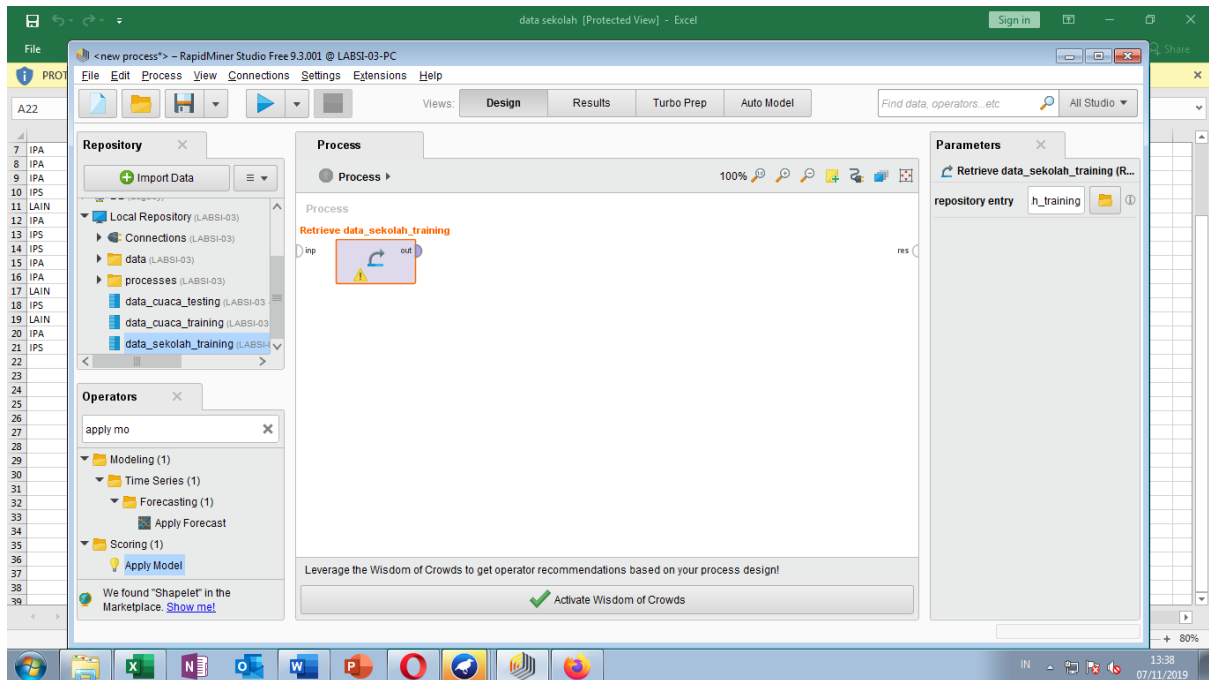 data sekolah [Protected View] - Excel
Sign in
File
Share
PROT
A22
<new process*> – RapidMiner Studio Free 9.3.001 @ LABSI-03-PC
File Edit Process View Connections Settings Extensions Help
Views: Design Results Turbo Prep Auto Model
Find data, operators...etc
All Studio
7 IPA
8 IPA
9 IPA
10 IPS
11 LAIN
12 IPA
13 IPS
14 IPS
15 IPA
16 IPA
17 LAIN
18 IPS
19 LAIN
20 IPA
21 IPS
22
23
24
25
26
27
28
29
30
31
32
33
34
35
36
37
38
39
Repository
Import Data
Local Repository (LABSI-03)
Connections (LABSI-03)
data (LABSI-03)
processes (LABSI-03)
data_cuaca_testing (LABSI-03
data_cuaca_training (LABSI-03
data_sekolah_training (LABSI-
Operators
apply mo
Modeling (1)
Time Series (1)
Forecasting (1)
Apply Forecast
Scoring (1)
Apply Model
We found "Shapelet" in the
Marketplace. Show me!
Process
Process
100%
Process
Retrieve data_sekolah_training
inp out
res
Leverage the Wisdom of Crowds to get operator recommendations based on your process design!
Activate Wisdom of Crowds
Parameters
Retrieve data_sekolah_training (R...
repository entry h_training
80%
IN
13:38
07/11/2019